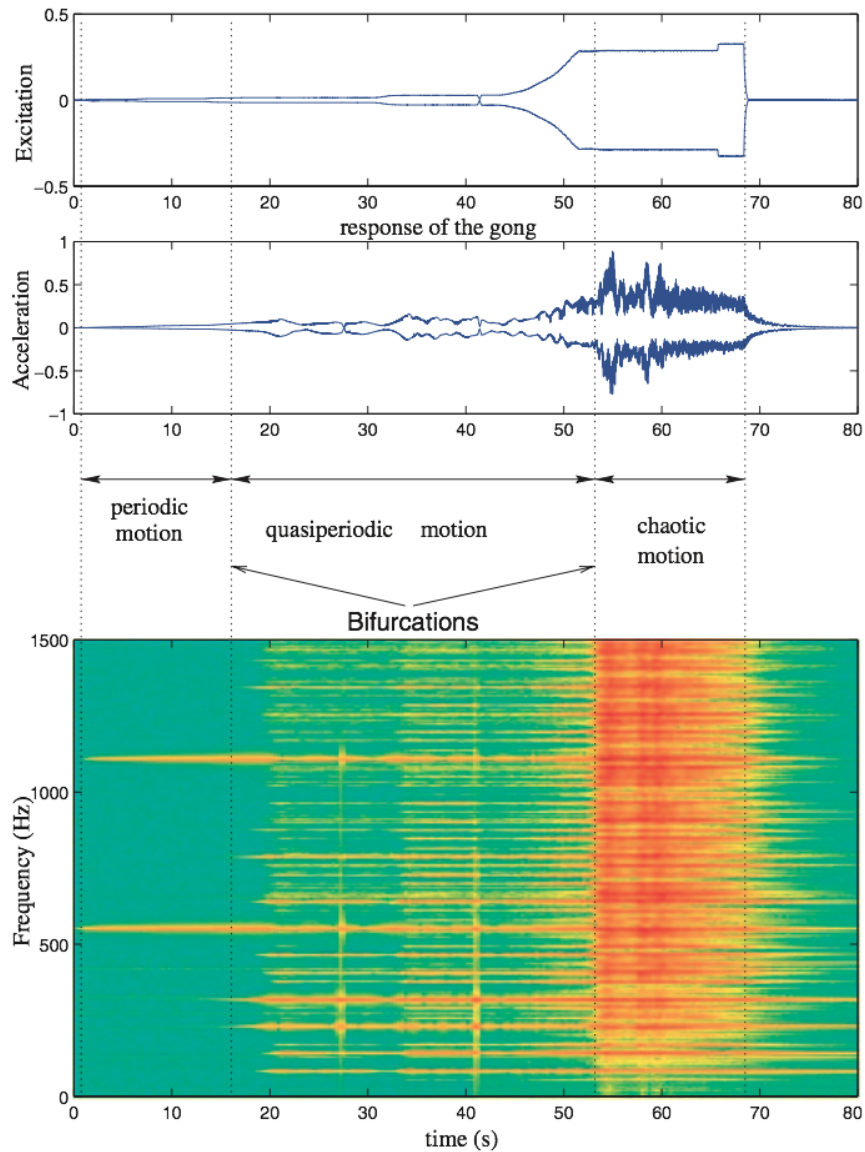 0.5
0
−0.5
Excitation
0 10 20 30 40 50 60 70 80
response of the gong
1
0.5
0
−0.5
−1
Acceleration
0 10 20 30 40 50 60 70 80
periodic
motion
quasiperiodic motion
chaotic
motion
Bifurcations
1500
1000
500
0
Frequency (Hz)
0 10 20 30 40 50 60 70 80
time (s)